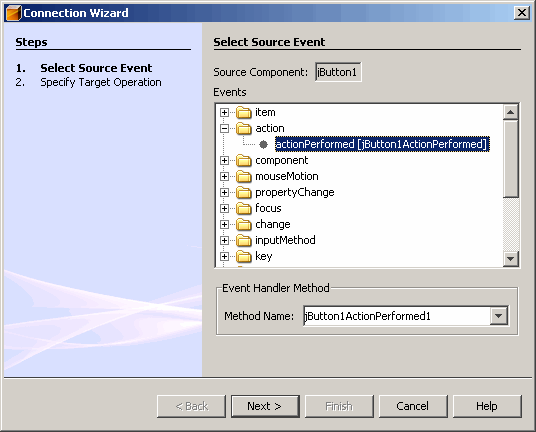 Connection Wizard
Steps
1. Select Source Event
2. Specify Target Operation
Select Source Event
Source Component: jButton1
Events
item
action
actionPerformed [jButton1ActionPerformed]
component
mouseMotion
propertyChange
focus
change
inputMethod
key
Event Handler Method
Method Name: jButton1ActionPerformed1
< Back Next > Finish Cancel Help